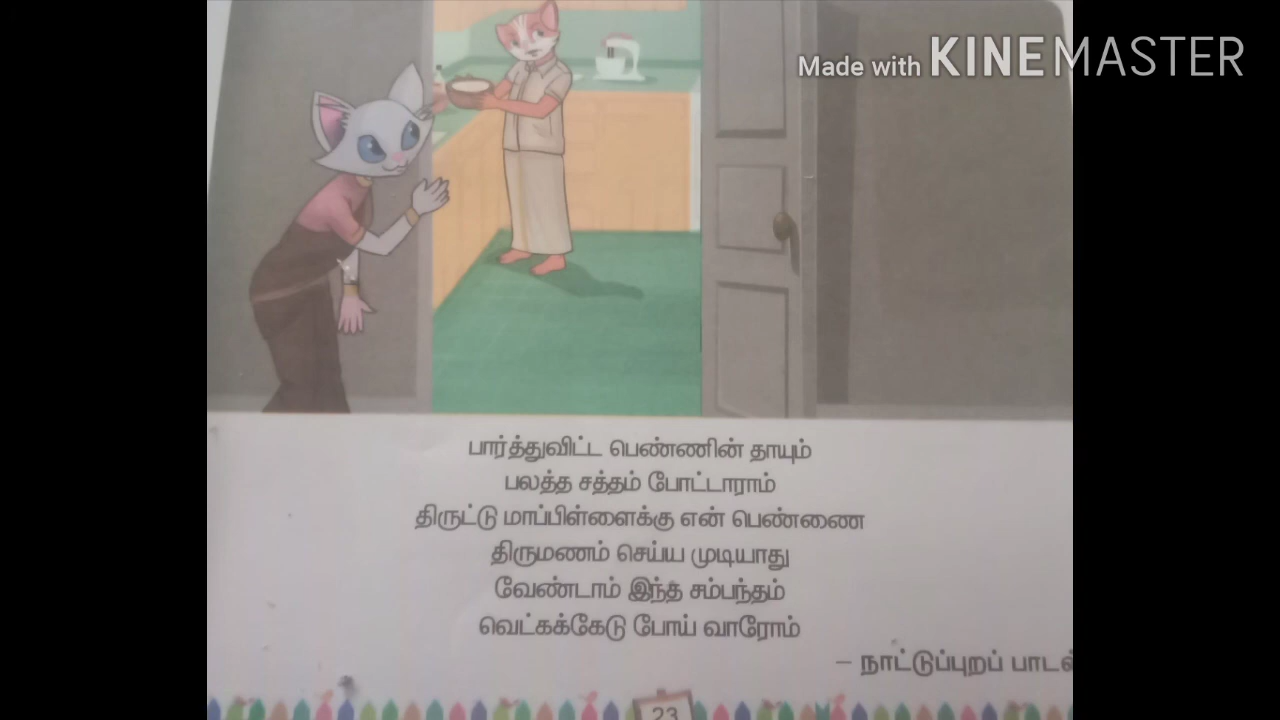 Made with KINEMASTER
பார்த்துவிட்ட பெண்ணின் தாயும்
பலத்த சத்தம் போட்டாராம்
திருட்டு மாப்பிள்ளைக்கு என் பெண்ணை
திருமணம் செய்ய முடியாது
வேண்டாம் இந்த சம்பந்தம்
வெட்கக்கேடு போய் வாரோம்
– நாட்டுப்புறப் பாடல்
23